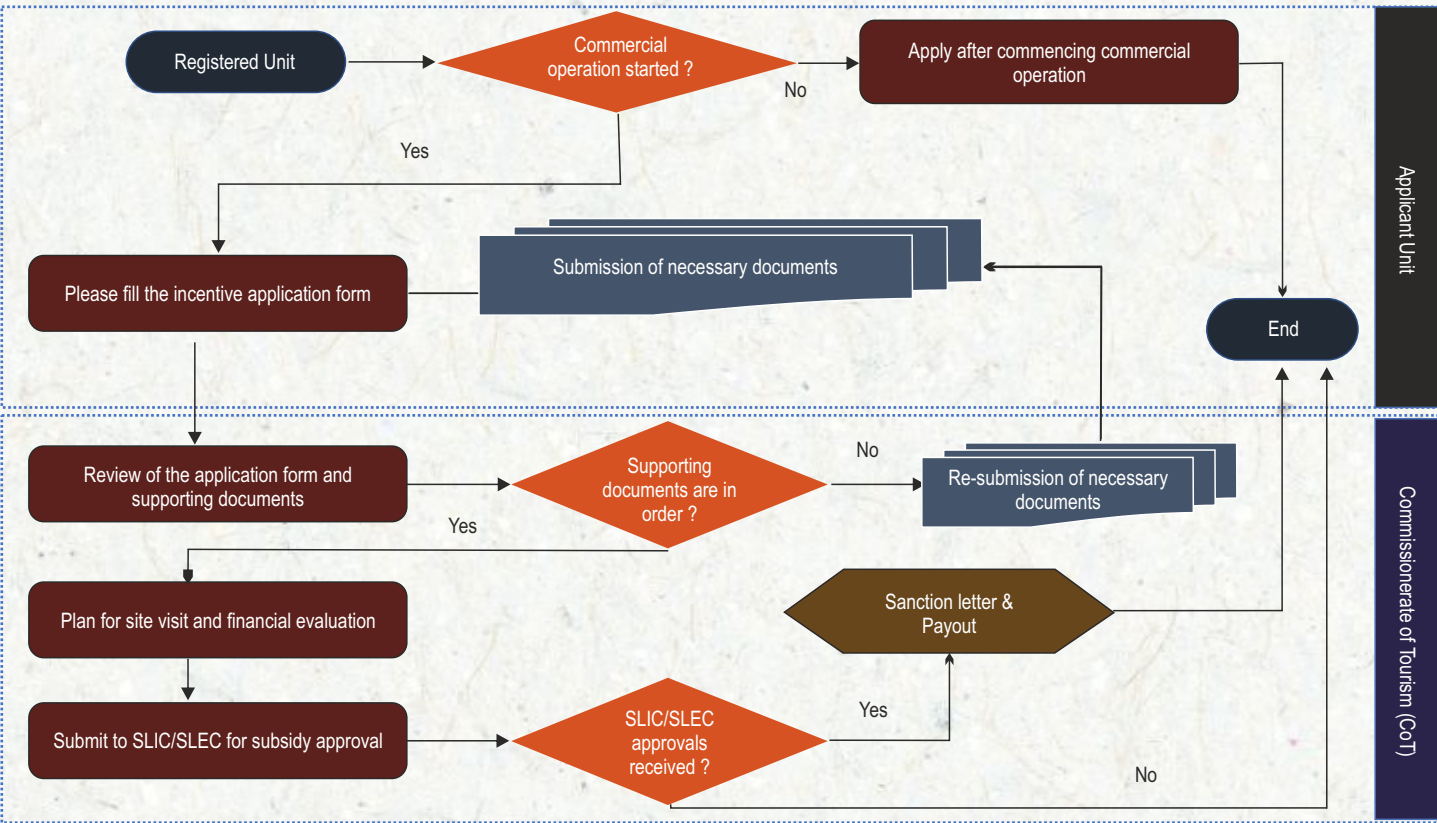 Registered Unit
Commercial
operation started ?
No
Apply after commencing commercial
operation
Yes
Please fill the incentive application form
Submission of necessary documents
End
Applicant Unit
Review of the application form and
supporting documents
Supporting
documents are in
order ?
No
Re-submission of necessary
documents
Yes
Plan for site visit and financial evaluation
Sanction letter &
Payout
Submit to SLIC/SLEC for subsidy approval
SLIC/SLEC
approvals
received ?
Yes
No
Commissionerate of Tourism (CoT)